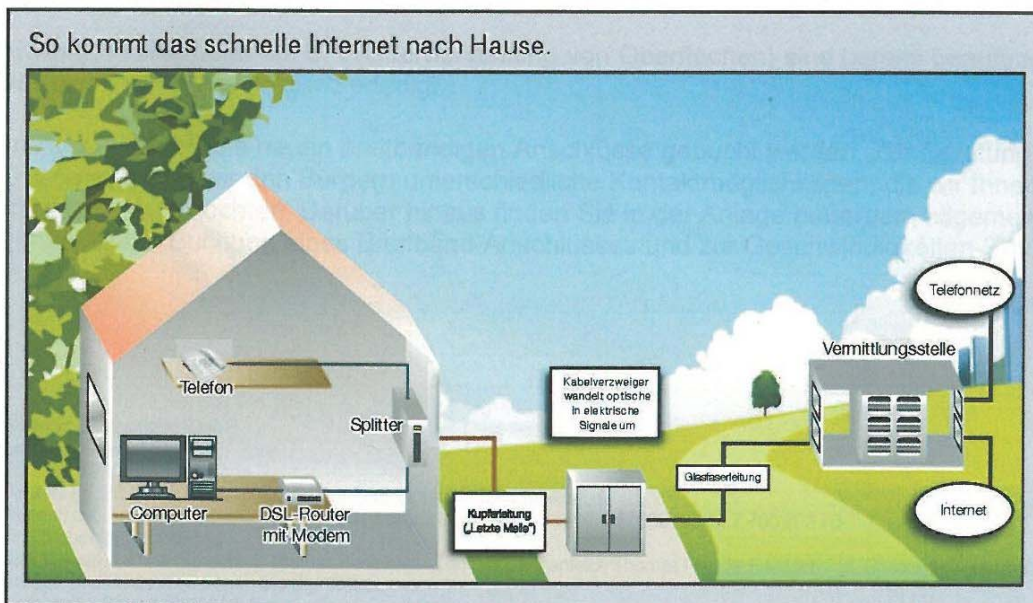 So kommt das schnelle Internet nach Hause.
Telefonnetz
Vermittlungsstelle
Telefon
Kabelverzweiger
wandelt optische
in elektrische
Signale um
Splitter
Glasfaserleitung
Computer
DSL-Router
mit Modem
Kupferleitung
(„Letzte Meile“)
Internet